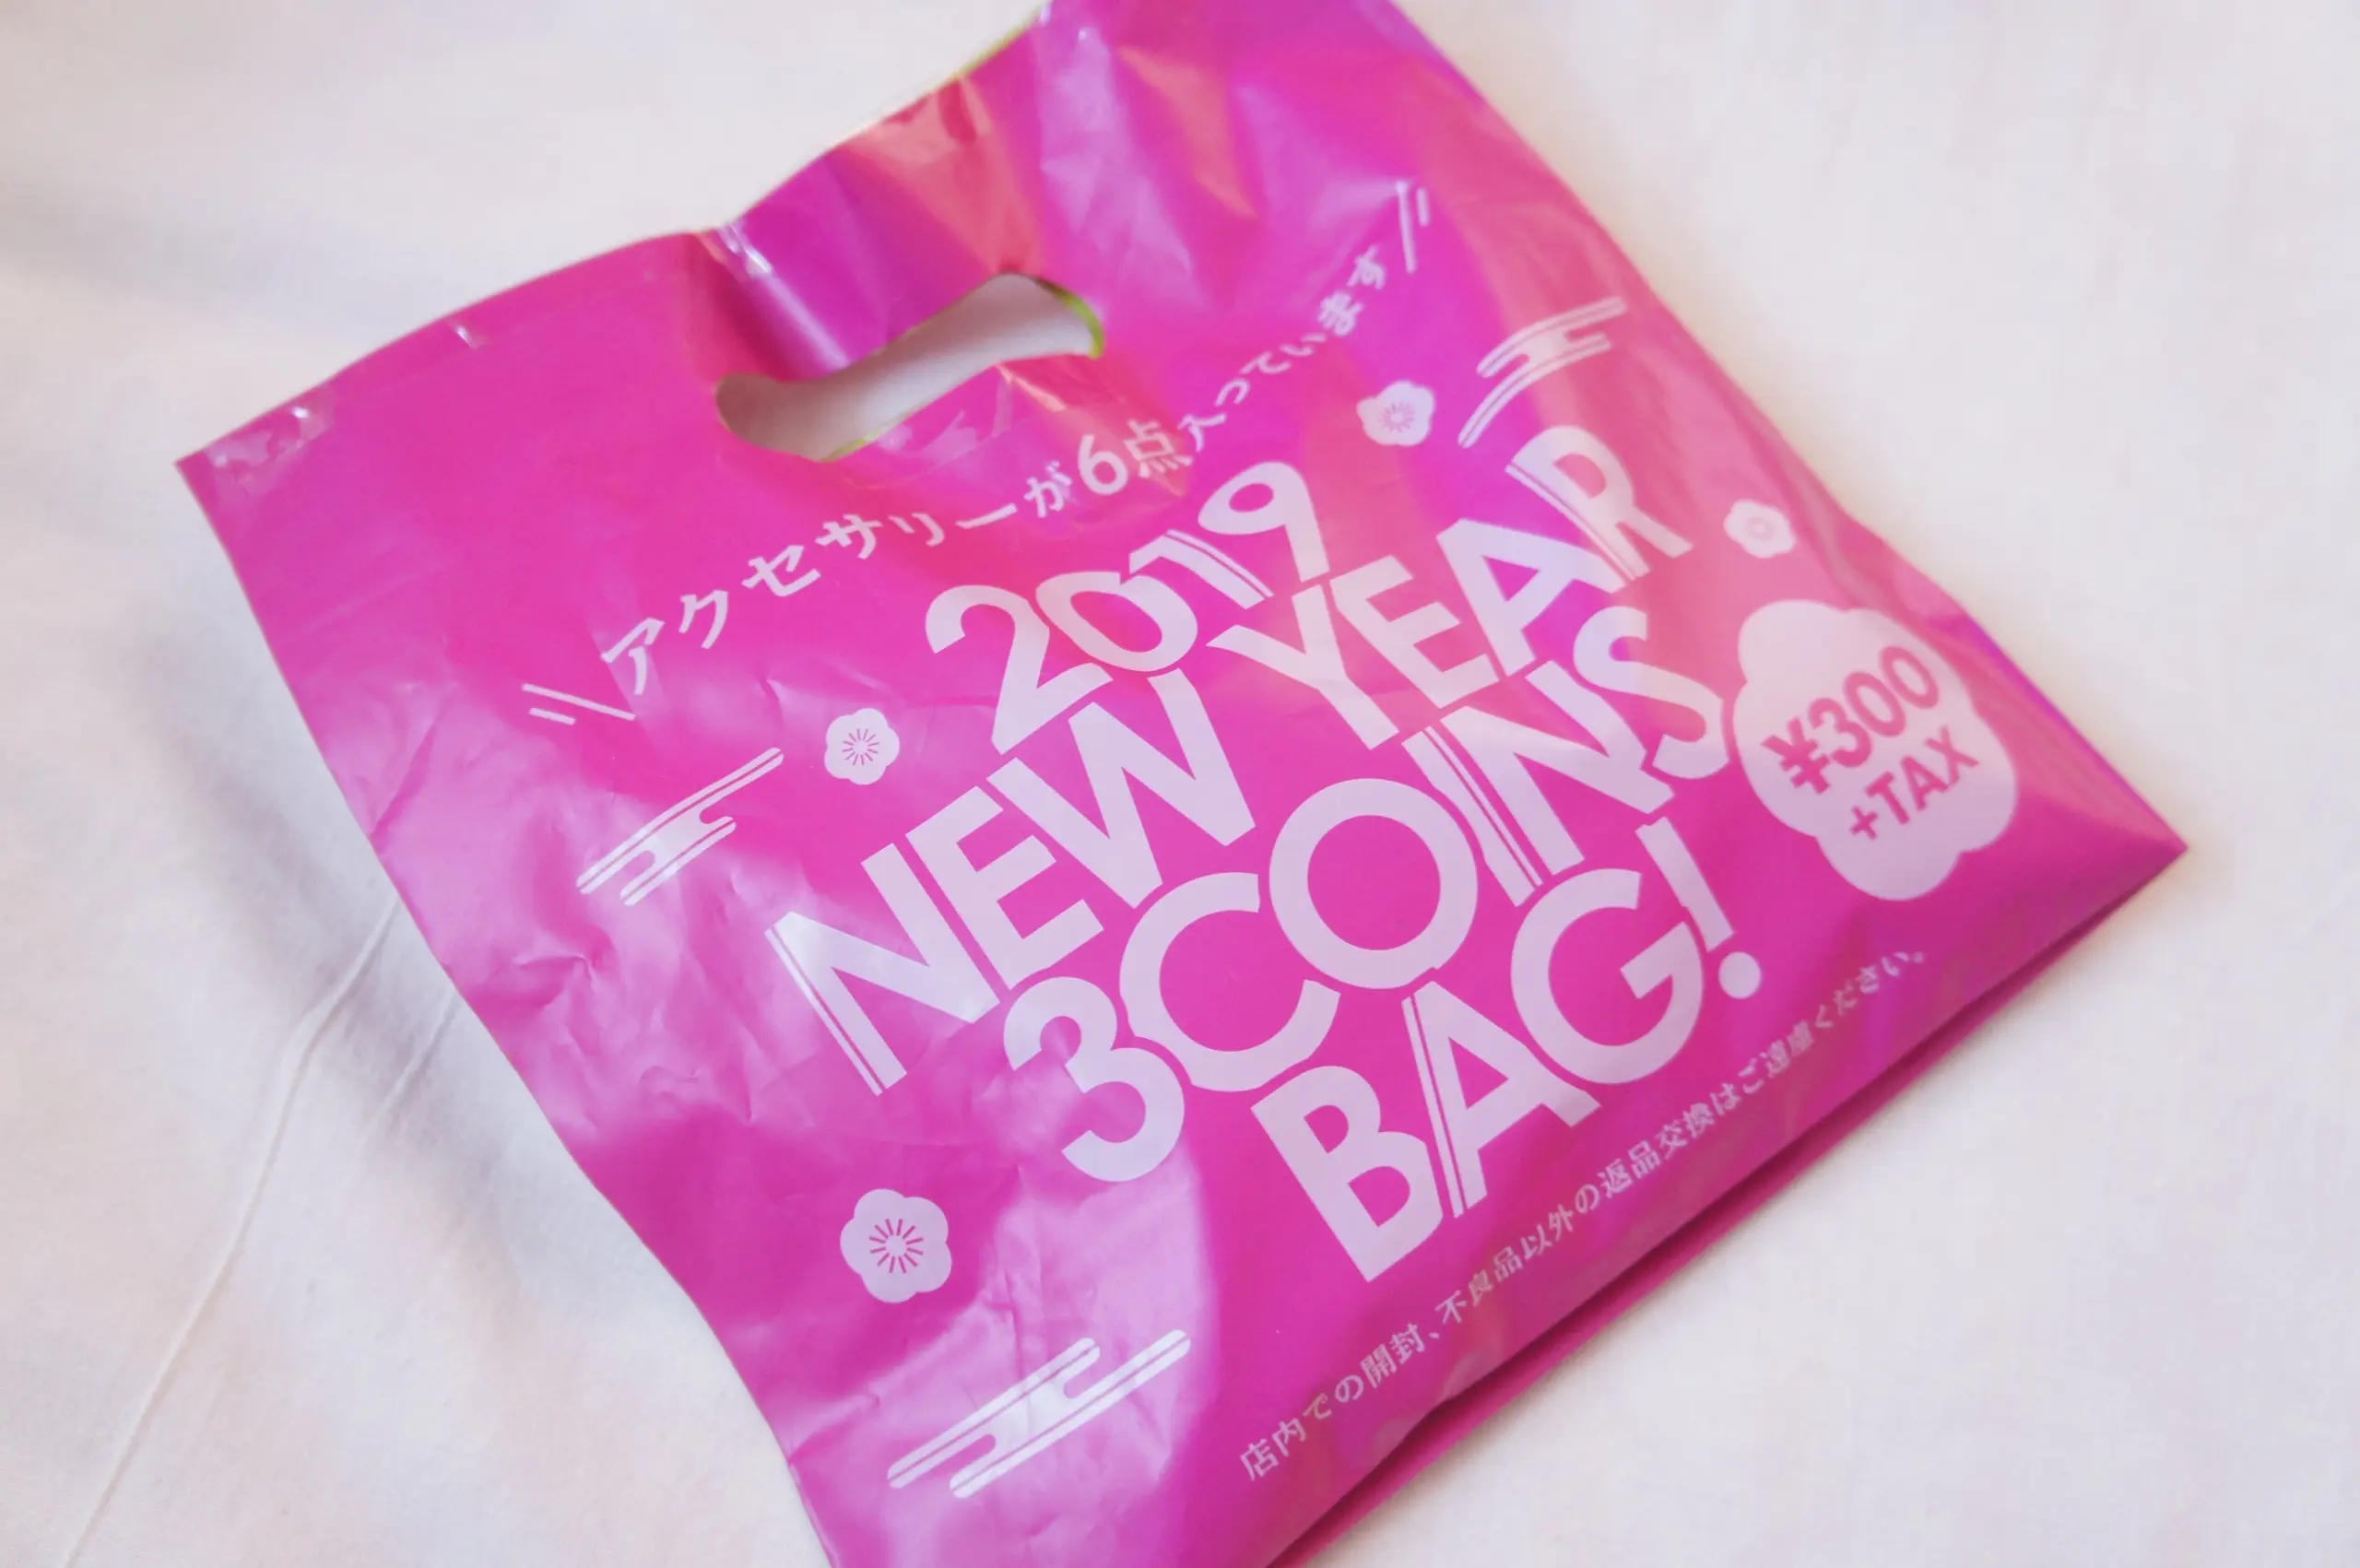 アクセサリーが6点入っています
2019
NEW YEAR
3COINS
BAG!
¥300
+TAX
店内での開封、不良品以外の返品交換はご遠慮ください。